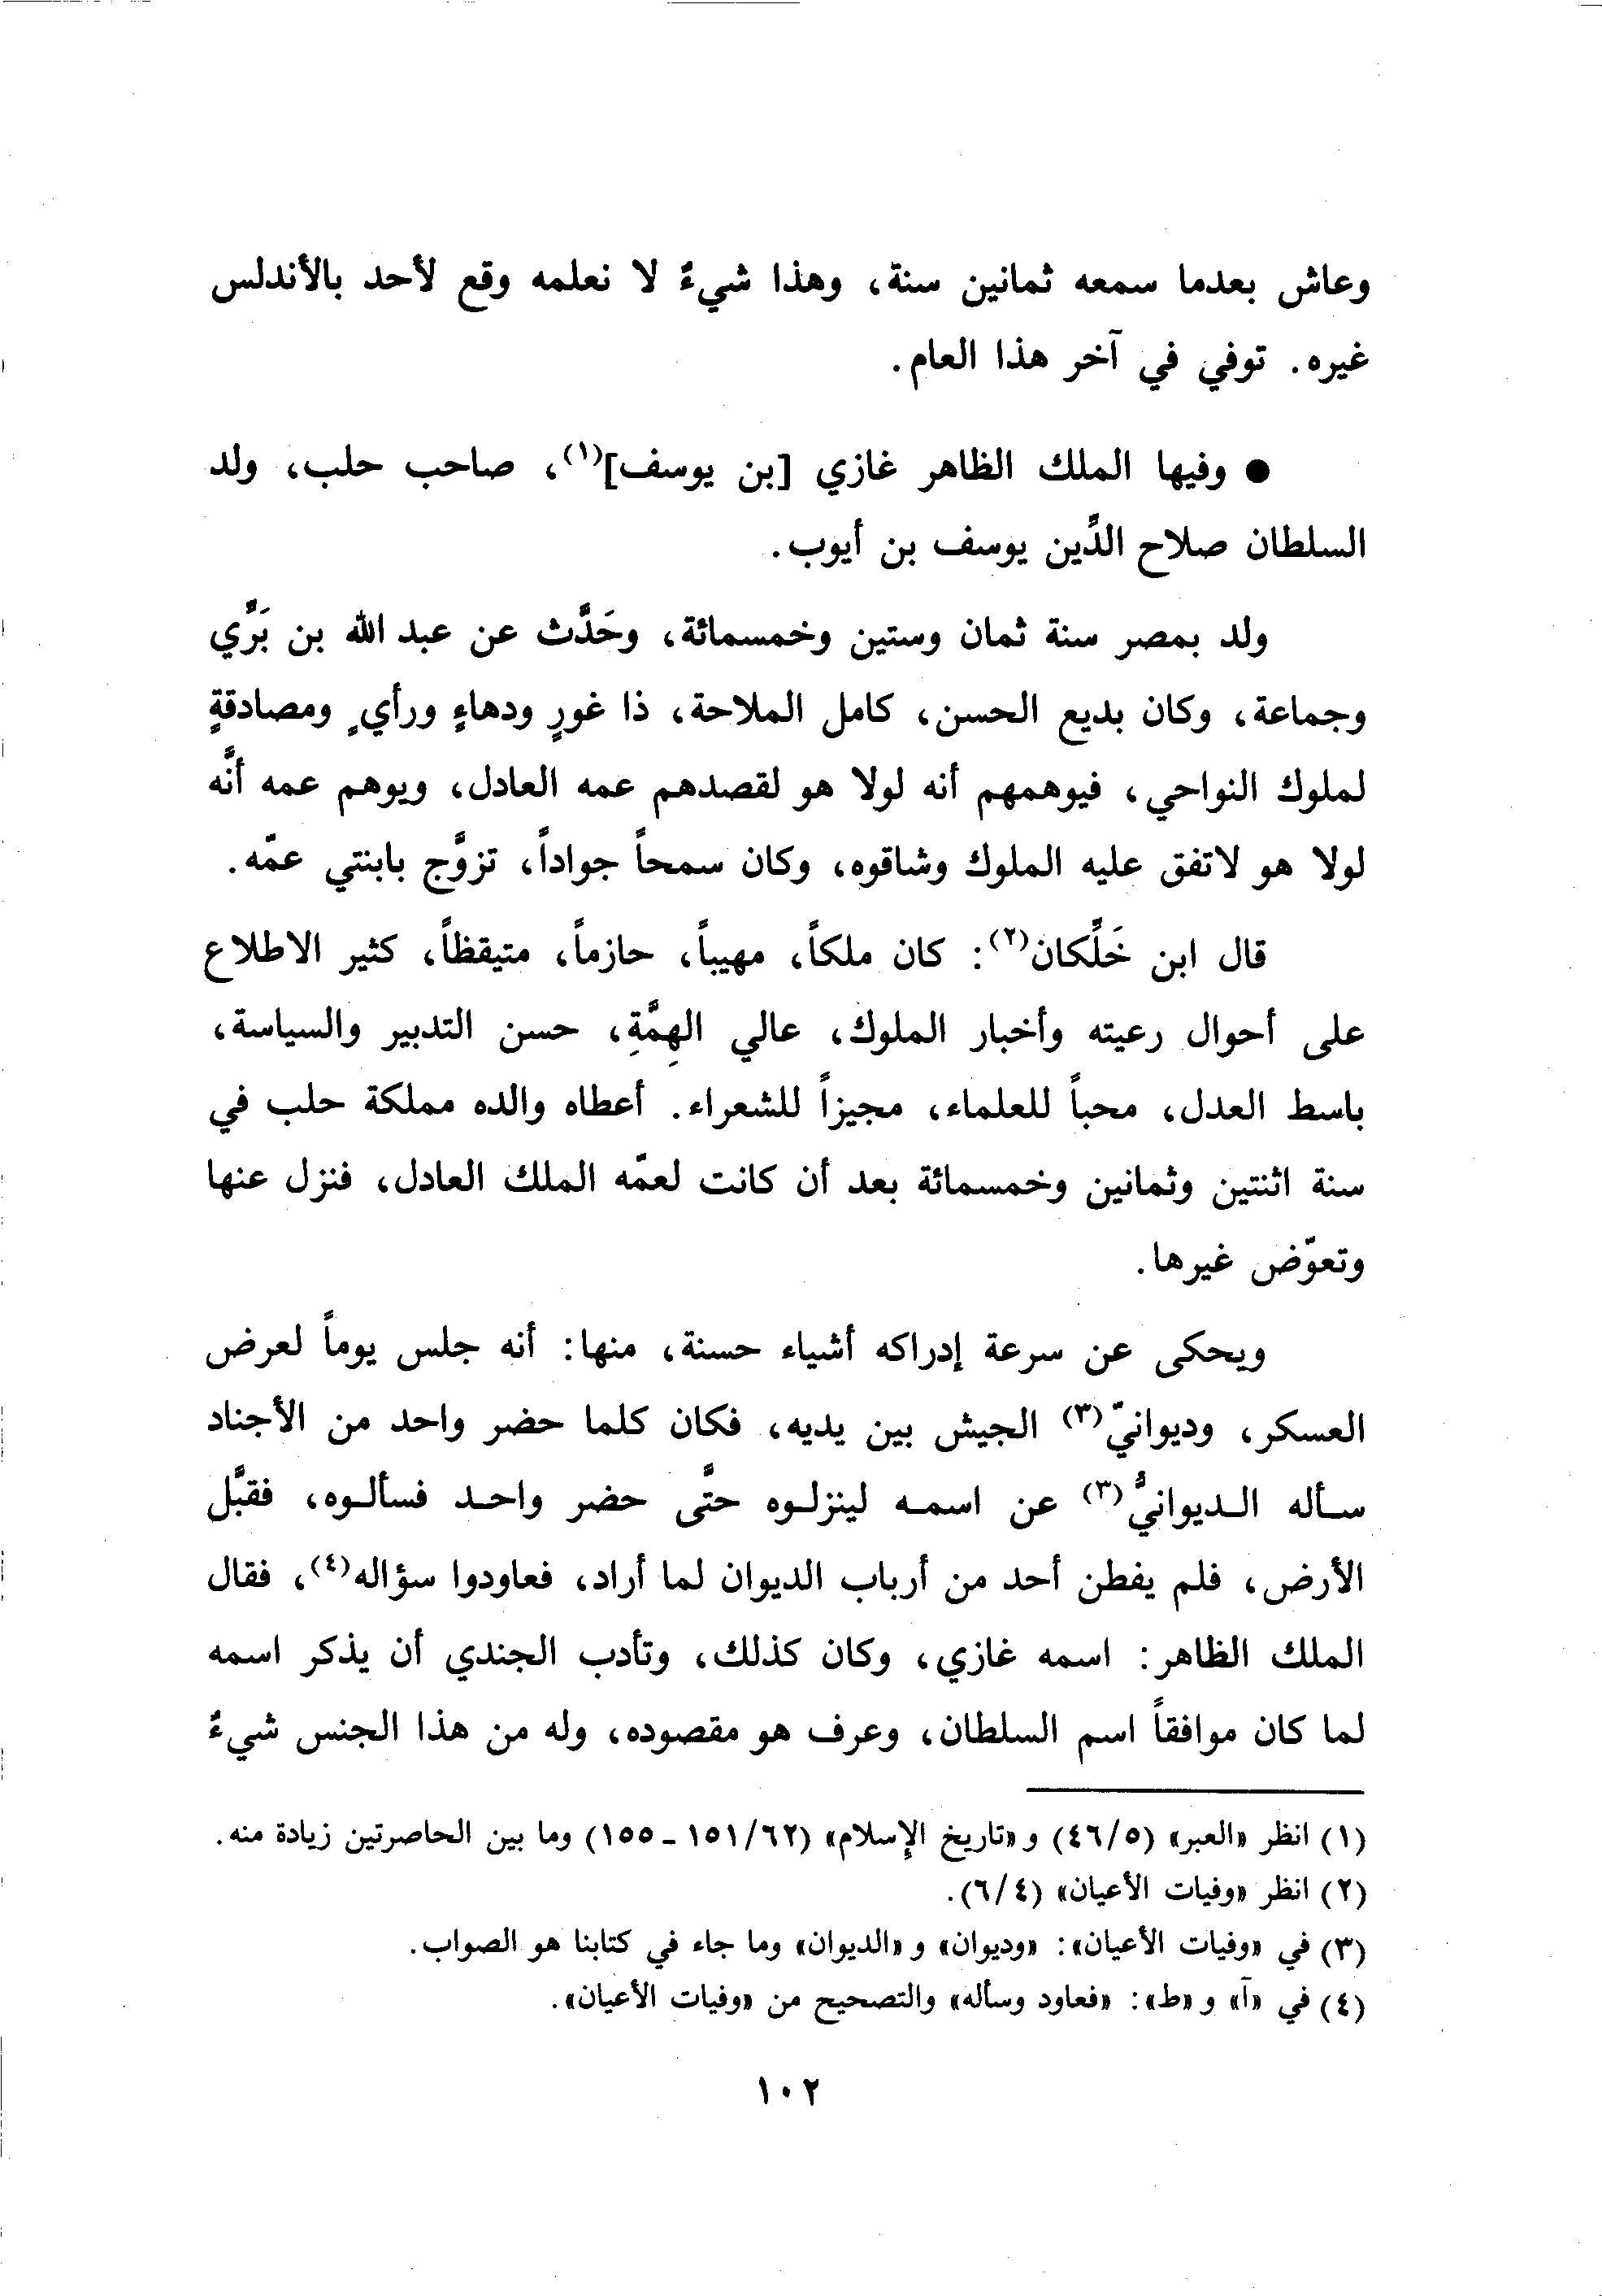 وعاش بعدما سمعه ثمانين سنة، وهذا شيءٌ لا نعلمه وقع لأحد بالأندلس
غيره. توفي في آخر هذا العام.
● وفيها الملك الظاهر غازي [بن يوسف](١)، صاحب حلب، ولد
السلطان صلاح الدِّين يوسف بن أيوب.
ولد بمصر سنة ثمان وستين وخمسمائة، وحَدَّث عن عبد الله بن بَرِّي
وجماعة، وكان بديع الحسن، كامل الملاحة، ذا غورٍ ودهاءٍ ورأيٍ ومصادقةٍ
لملوك النواحي، فيوهمهم أنه لولا هو لقصدهم عمه العادل، ويوهم عمه أنَّه
لولا هو لاتفق عليه الملوك وشاقوه، وكان سمحاً جواداً، تزوَّج بابنتي عمّه.
قال ابن خَلِّكان(٢): كان ملكاً، مهيباً، حازماً، متيقظاً، كثير الاطلاع
على أحوال رعيته وأخبار الملوك، عالي الهِمَّةِ، حسن التدبير والسياسة،
باسط العدل، محباً للعلماء، مجيزاً للشعراء. أعطاه والده مملكة حلب في
سنة اثنتين وثمانين وخمسمائة بعد أن كانت لعمّه الملك العادل، فنزل عنها
وتعوّض غيرها.
ويحكى عن سرعة إدراكه أشياء حسنة، منها: أنه جلس يوماً لعرض
العسكر، وديوانيّ(٣) الجيش بين يديه، فكان كلما حضر واحد من الأجناد
سأله الديوانيُّ(٣) عن اسمه لينزلوه حتَّى حضر واحد فسألوه، فقبَّل
الأرض، فلم يفطن أحد من أرباب الديوان لما أراد، فعاودوا سؤاله(٤)، فقال
الملك الظاهر: اسمه غازي، وكان كذلك، وتأدب الجندي أن يذكر اسمه
لما كان موافقاً اسم السلطان، وعرف هو مقصوده، وله من هذا الجنس شيءٌ
(١) انظر «العبر» (٤٦/٥) و«تاريخ الإسلام» (١٥١/٦٢ - ١٥٥) وما بين الحاصرتين زيادة منه.
(٢) انظر «وفيات الأعيان» (٦/٤).
(٣) في «وفيات الأعيان»: «وديوان» و «الديوان» وما جاء في كتابنا هو الصواب.
(٤) في «آ» و «ط»: «فعاود وسأله» والتصحيح من «وفيات الأعيان».
١٠٢